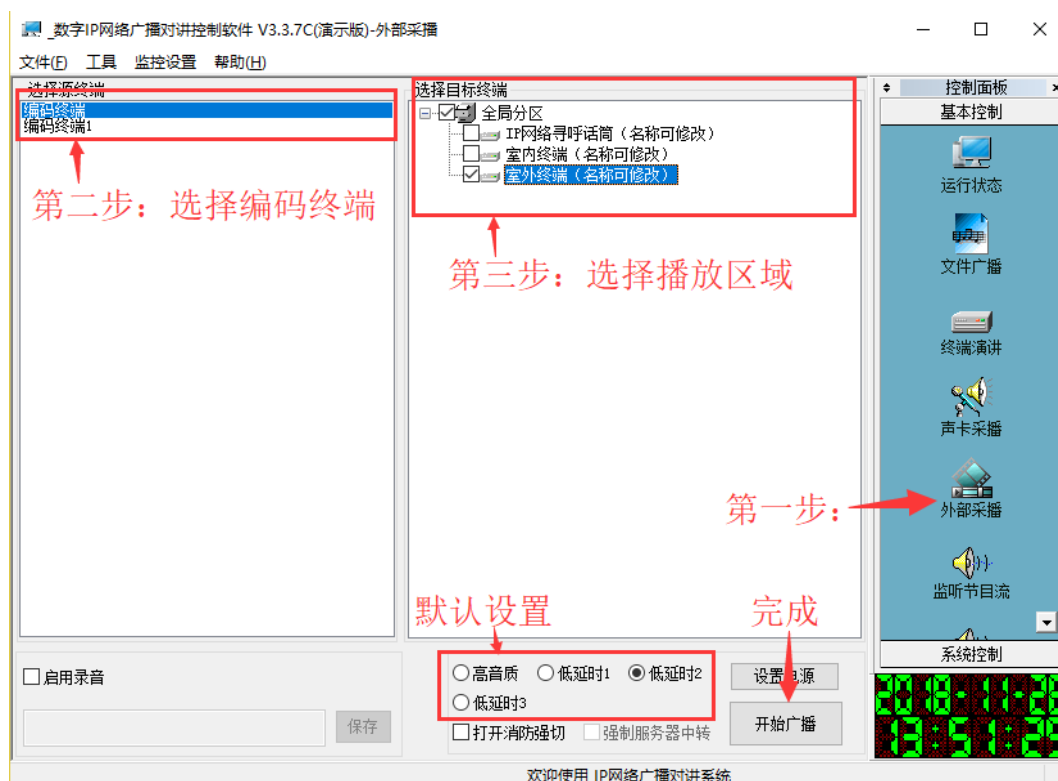 _数字IP网络广播对讲控制软件 V3.3.7C(演示版)-外部采播
文件(F) 工具 监控设置 帮助(H)
选择源终端
编码终端
编码终端1
第二步：选择编码终端
选择目标终端
全局分区
IP网络寻呼话筒（名称可修改）
室内终端（名称可修改）
室外终端（名称可修改）
第三步：选择播放区域
控制面板
基本控制
运行状态
文件广播
终端演讲
声卡采播
第一步：
外部采播
监听节目流
系统控制
默认设置
完成
启用录音
保存
高音质 低延时1 低延时2
低延时3
打开消防强切 强制服务器中转
设置电源
开始广播
2018-11-28
欢迎使用 IP网络广播对讲系统